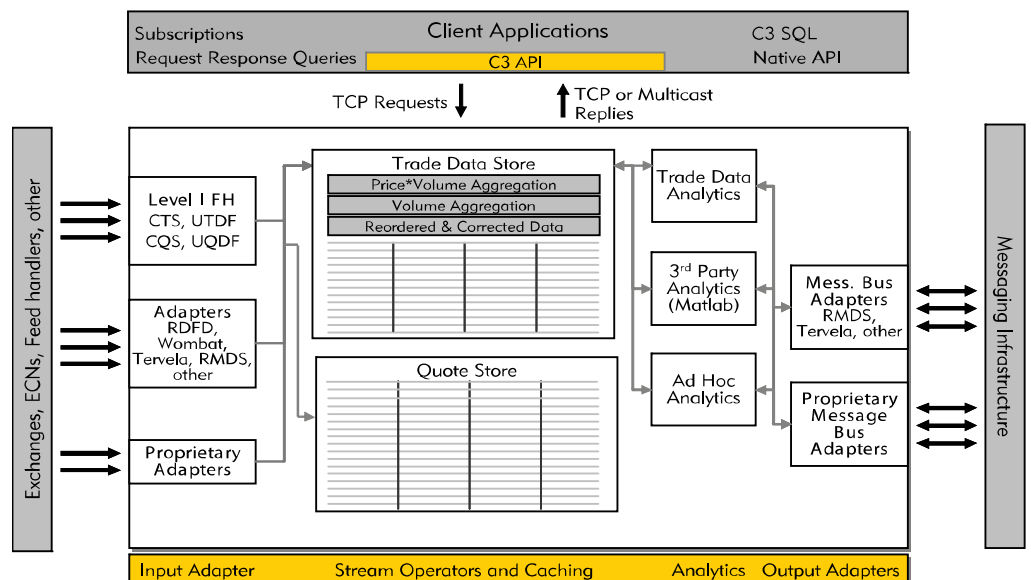 Subscriptions
Client Applications
C3 SQL
Request Response Queries
C3 API
Native API
TCP Requests
TCP or Multicast
Replies
Exchanges, ECNs, Feed handlers, other
Level I FH
CTS, UTDF
CQS, UQDF
Adapters
RDFD,
Wombat,
Tervela, RMDS,
other
Proprietary
Adapters
Trade Data Store
Price*Volume Aggregation
Volume Aggregation
Reordered & Corrected Data
Quote Store
Trade Data
Analytics
3rd Party
Analytics
(Matlab)
Ad Hoc
Analytics
Mess. Bus
Adapters
RMDS,
Tervela, other
Proprietary
Message
Bus
Adapters
Messaging Infrastructure
Input Adapter
Stream Operators and Caching
Analytics
Output Adapters